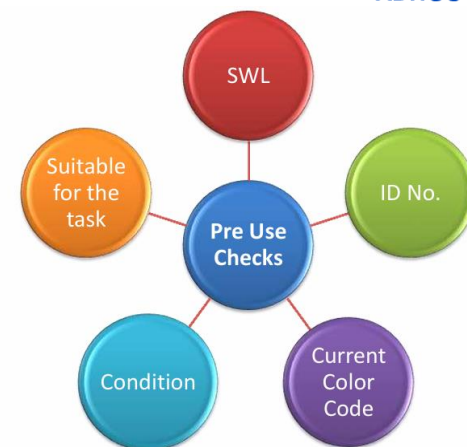 SWL
Suitable
for the
task
ID No.
Pre Use
Checks
Condition
Current
Color
Code